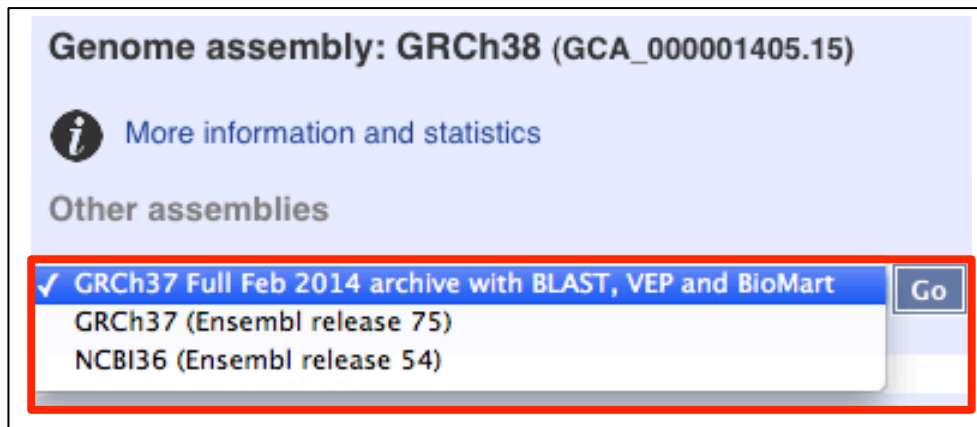 Genome assembly: GRCh38 (GCA_000001405.15)
i More information and statistics
Other assemblies
✓ GRCh37 Full Feb 2014 archive with BLAST, VEP and BioMart Go
GRCh37 (Ensembl release 75)
NCBI36 (Ensembl release 54)